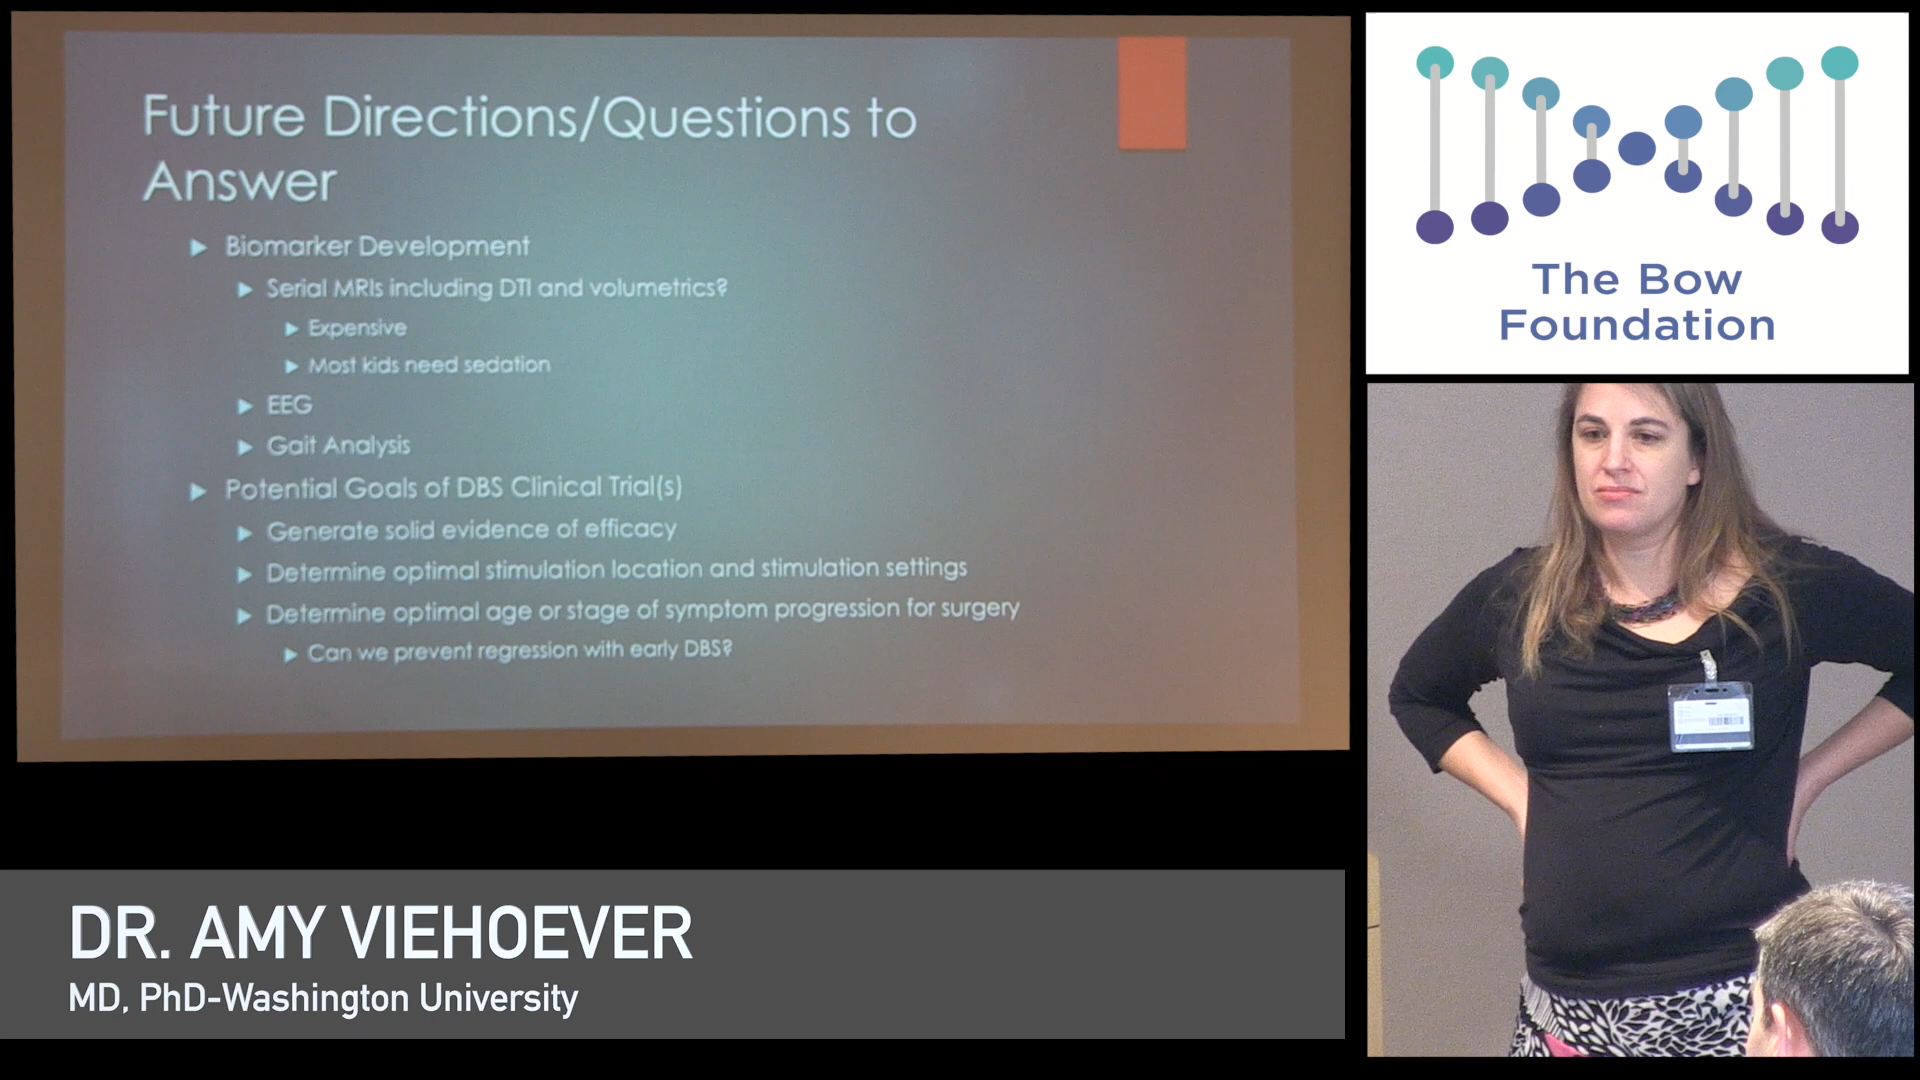 Future Directions/Questions to
Answer
Biomarker Development
Serial MRIs including DTI and volumetrics?
Expensive
Most kids need sedation
EEG
Gait Analysis
Potential Goals of DBS Clinical Trial(s)
Generate solid evidence of efficacy
Determine optimal stimulation location and stimulation settings
Determine optimal age or stage of symptom progression for surgery
Can we prevent regression with early DBS?
The Bow
Foundation
DR. AMY VIEHOEVER
MD, PhD-Washington University